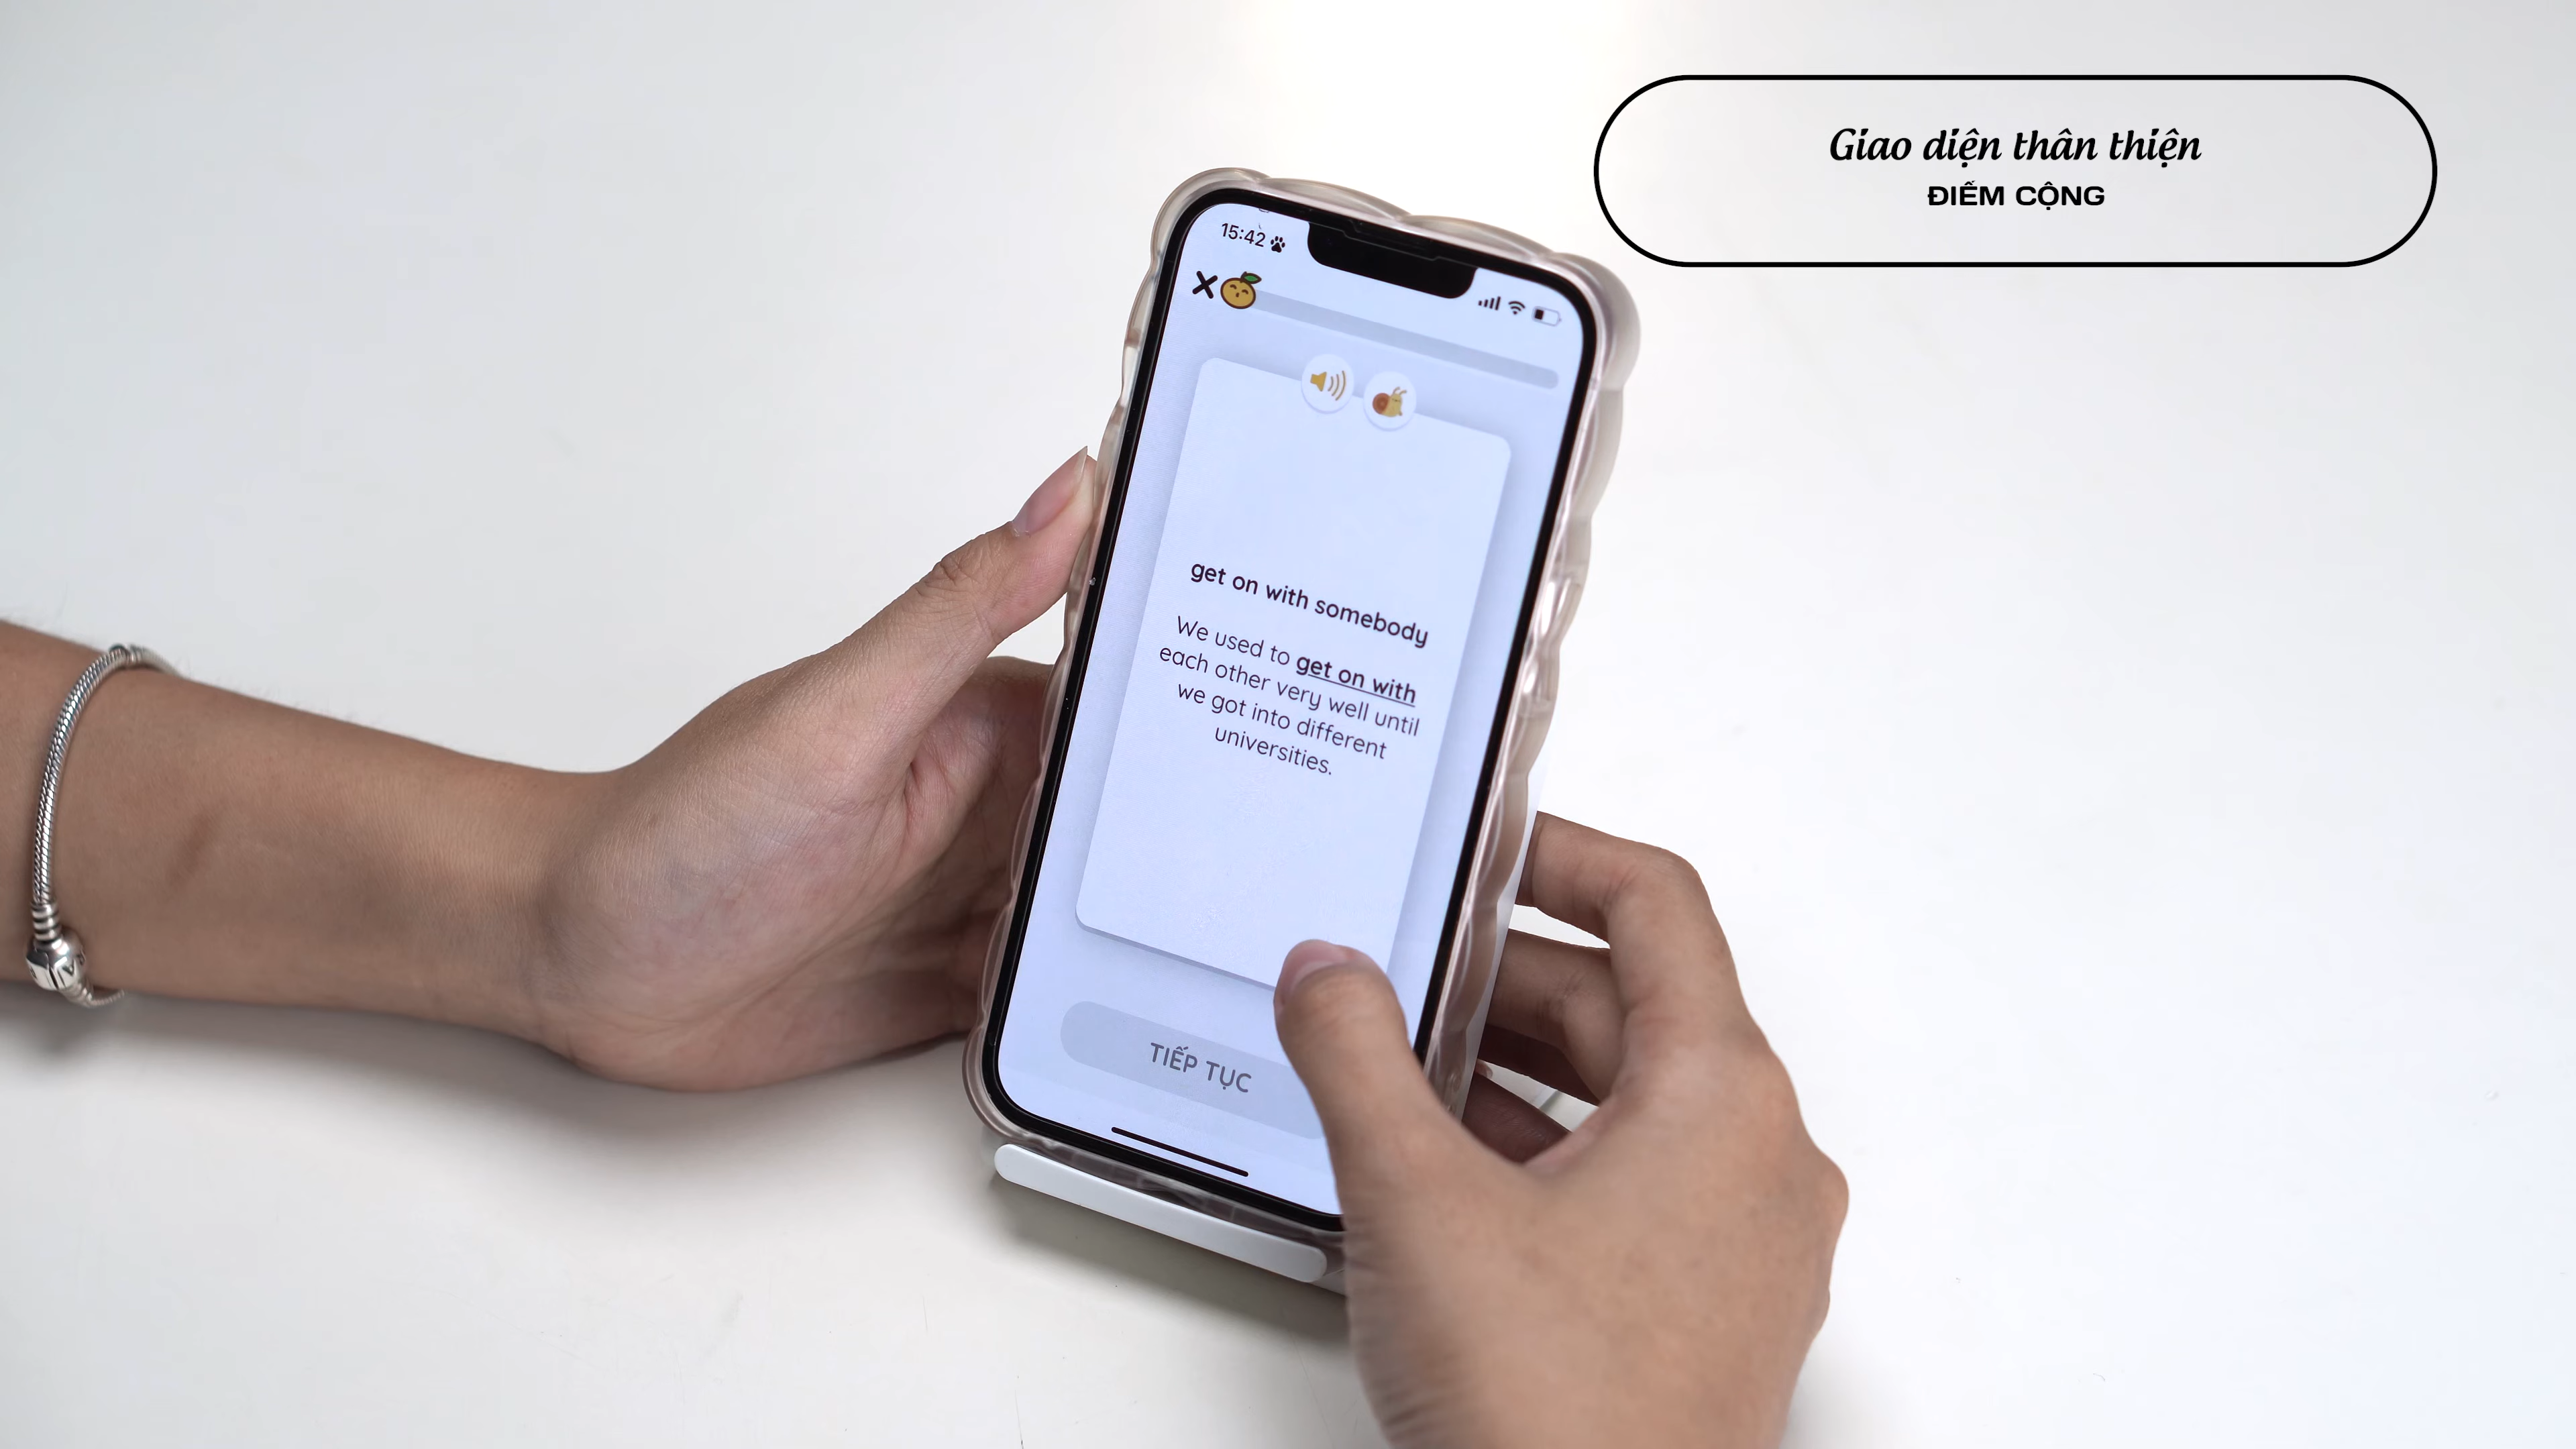 Giao diện thân thiện
ĐIỂM CỘNG
15:42
get on with somebody
We used to get on with
each other very well until
we got into different
universities.
TIẾP TỤC